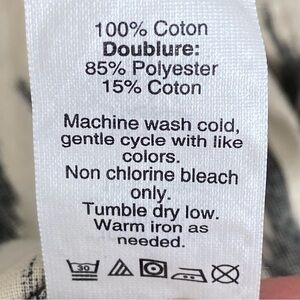 100% Coton
Doublure:
85% Polyester
15% Coton
Machine wash cold,
gentle cycle with like
colors.
Non chlorine bleach
only.
Tumble dry low.
Warm iron as
needed.
30